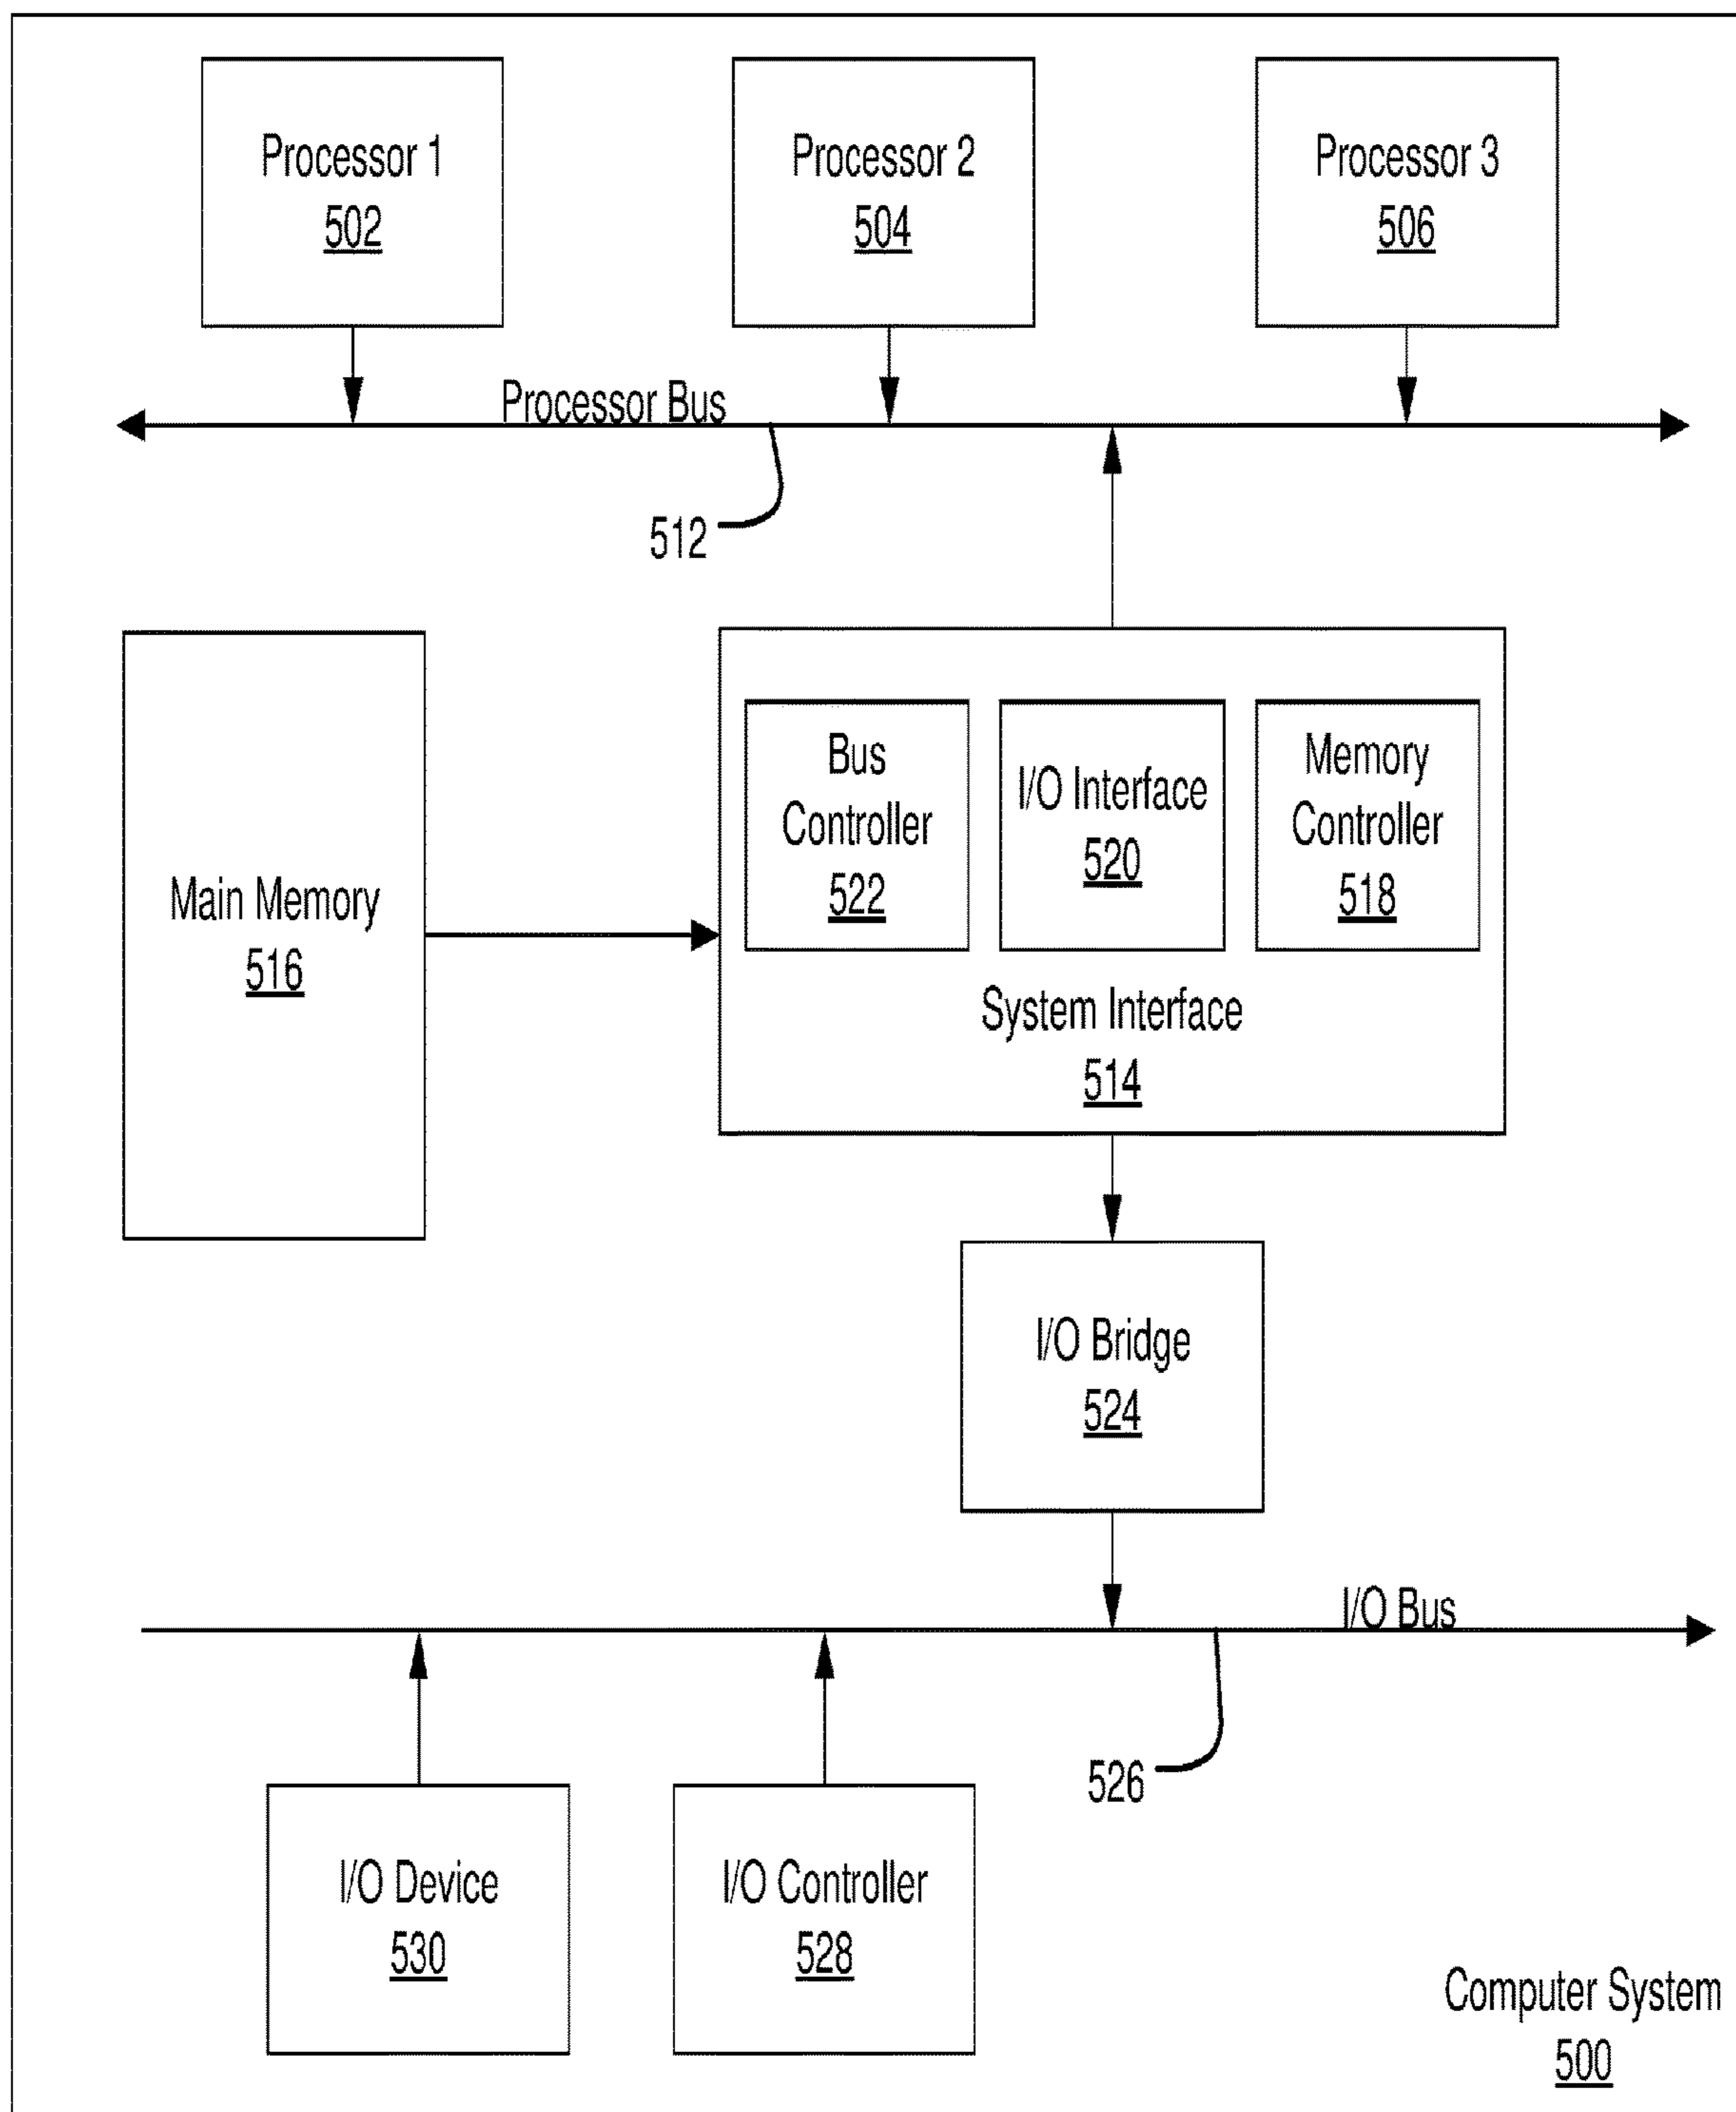 Processor 1
502
Processor 2
504
Processor 3
506
Processor Bus
512
Main Memory
516
Bus
Controller
522
I/O Interface
520
Memory
Controller
518
System Interface
514
I/O Bridge
524
I/O Bus
526
I/O Device
530
I/O Controller
528
Computer System
500